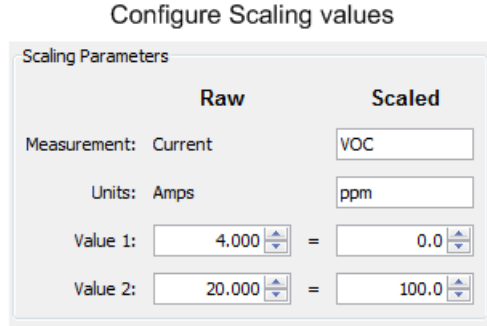 Configure Scaling values
Scaling Parameters
Raw Scaled
Measurement: Current VOC
Units: Amps ppm
Value 1: 4.000 = 0.0
Value 2: 20.000 = 100.0